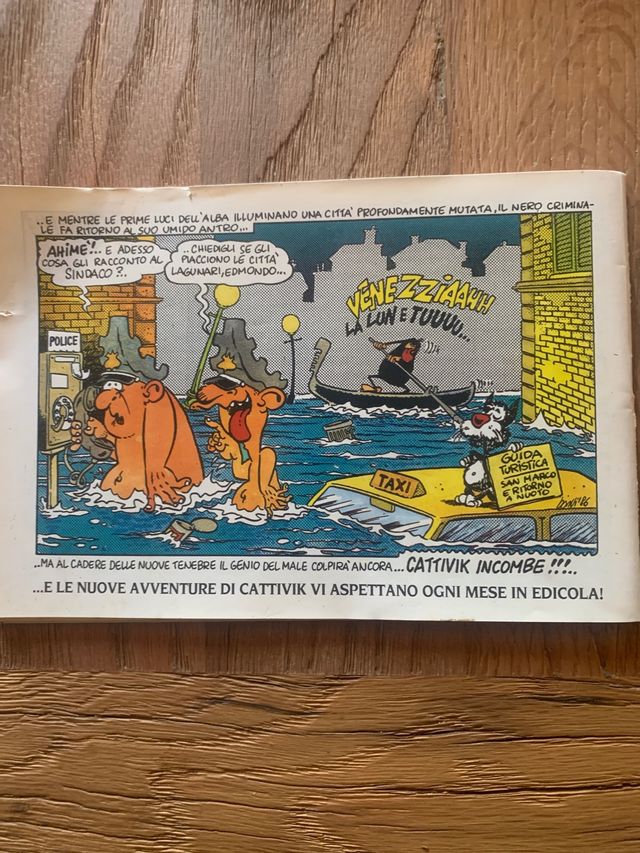 ..E MENTRE LE PRIME LUCI DELL'ALBA ILLUMINANO UNA CITTA' PROFONDAMENTE MUTATA, IL NERO CRIMINA-
LE FA RITORNO AL SUO UMIDO ANTRO...
AHIMÈ'!.. E ADESSO
COSA GLI RACCONTO AL
SINDACO?..
..CHIEDIGLI SE GLI
PIACCIONO LE CITTA'
LAGUNARI, EDMONDO...
VÈNEZZIAAHH
LA LUN E TUUUU...
POLICE
TAXI
GUIDA
TURISTICA
SAN MARCO
E RITORNO
A NUOTO
..MA AL CADERE DELLE NUOVE TENEBRE IL GENIO DEL MALE COLPIRA' ANCORA... CATTIVIK INCOMBE!!!..
...E LE NUOVE AVVENTURE DI CATTIVIK VI ASPETTANO OGNI MESE IN EDICOLA!